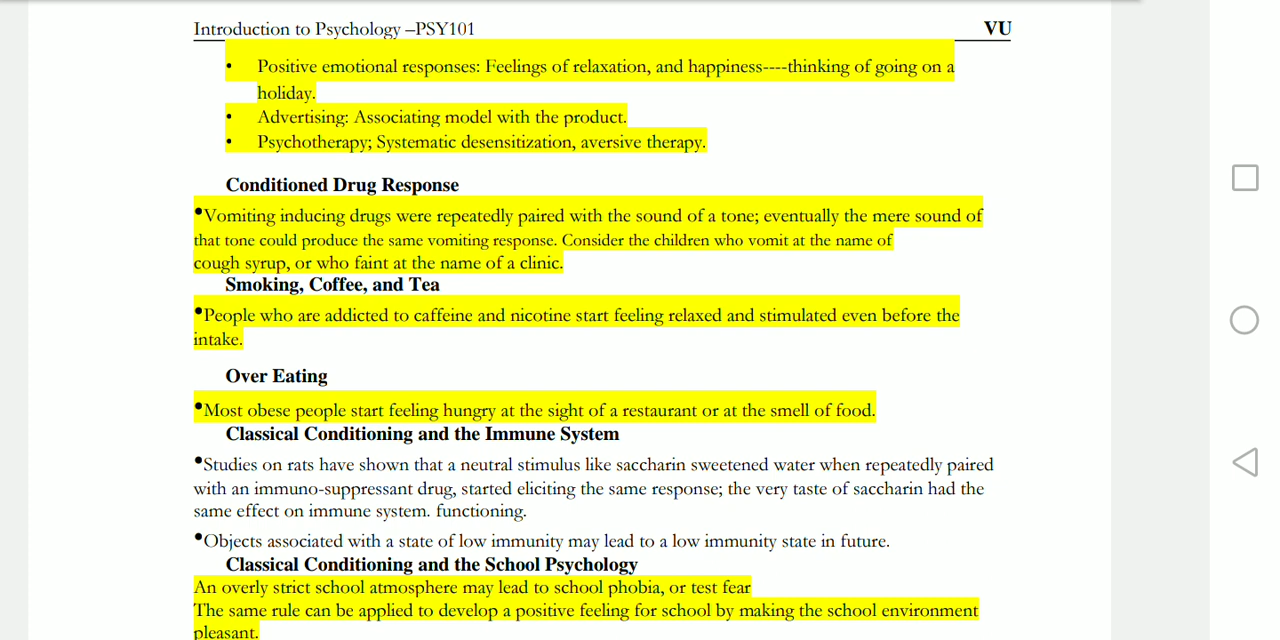 Introduction to Psychology –PSY101 VU
• Positive emotional responses: Feelings of relaxation, and happiness----thinking of going on a
holiday.
• Advertising: Associating model with the product.
• Psychotherapy; Systematic desensitization, aversive therapy.
Conditioned Drug Response
•Vomiting inducing drugs were repeatedly paired with the sound of a tone; eventually the mere sound of
that tone could produce the same vomiting response. Consider the children who vomit at the name of
cough syrup, or who faint at the name of a clinic.
Smoking, Coffee, and Tea
•People who are addicted to caffeine and nicotine start feeling relaxed and stimulated even before the
intake.
Over Eating
•Most obese people start feeling hungry at the sight of a restaurant or at the smell of food.
Classical Conditioning and the Immune System
•Studies on rats have shown that a neutral stimulus like saccharin sweetened water when repeatedly paired
with an immuno-suppressant drug, started eliciting the same response; the very taste of saccharin had the
same effect on immune system. functioning.
•Objects associated with a state of low immunity may lead to a low immunity state in future.
Classical Conditioning and the School Psychology
An overly strict school atmosphere may lead to school phobia, or test fear
The same rule can be applied to develop a positive feeling for school by making the school environment
pleasant.